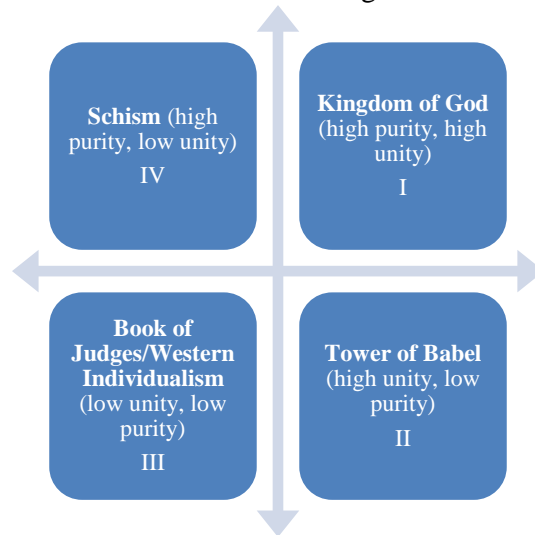 Schism (high
purity, low unity)
IV
Kingdom of God
(high purity, high
unity)
I
Book of
Judges/Western
Individualism
(low unity, low
purity)
III
Tower of Babel
(high unity, low
purity)
II